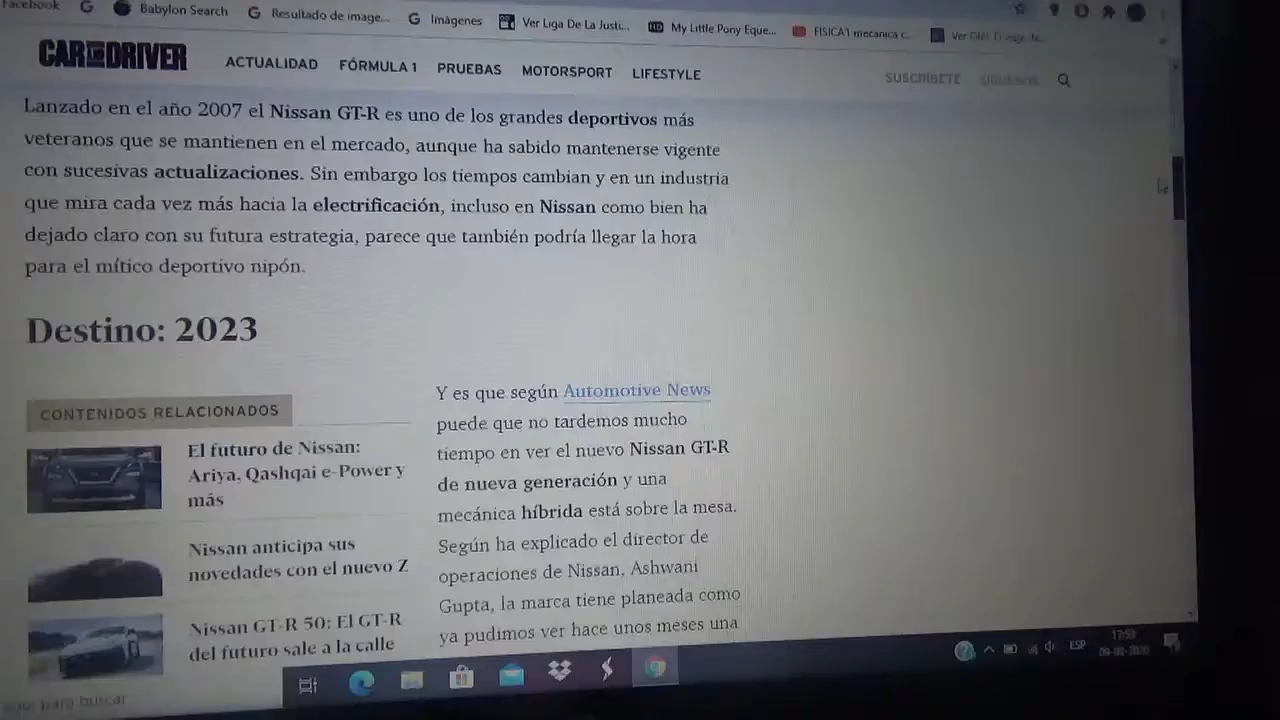 Facebook
Babylon Search
Resultado de image...
Imágenes
Ver Liga De La Justi...
My Little Pony Eque...
FISICA1 mecanica c...
CAR AND DRIVER
ACTUALIDAD
FÓRMULA 1
PRUEBAS
MOTORSPORT
LIFESTYLE
SUSCRÍBETE
SÍGUENOS
Lanzado en el año 2007 el Nissan GT-R es uno de los grandes deportivos más
veteranos que se mantienen en el mercado, aunque ha sabido mantenerse vigente
con sucesivas actualizaciones. Sin embargo los tiempos cambian y en un industria
que mira cada vez más hacia la electrificación, incluso en Nissan como bien ha
dejado claro con su futura estrategia, parece que también podría llegar la hora
para el mítico deportivo nipón.
Destino: 2023
CONTENIDOS RELACIONADOS
El futuro de Nissan:
Ariya, Qashqai e-Power y
más
Nissan anticipa sus
novedades con el nuevo Z
Nissan GT-R 50: El GT-R
del futuro sale a la calle
Y es que según Automotive News
puede que no tardemos mucho
tiempo en ver el nuevo Nissan GT-R
de nueva generación y una
mecánica híbrida está sobre la mesa.
Según ha explicado el director de
operaciones de Nissan, Ashwani
Gupta, la marca tiene planeada como
ya pudimos ver hace unos meses una
para buscar
ESP
17:59